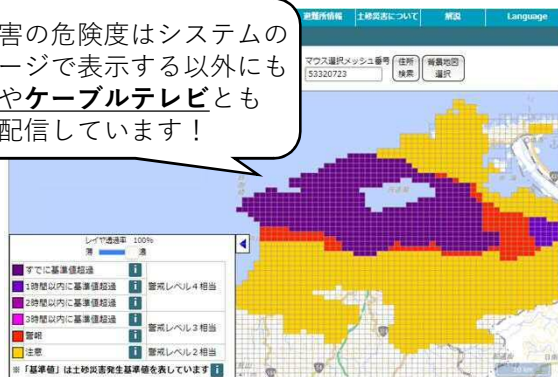 害の危険度はシステムの
ージで表示する以外にも
やケーブルテレビとも
配信しています！
避難所情報 土砂災害について 解説 Language
マウス選択メッシュ番号
53320723
住所
検索
背景地図
選択
レイヤ透過率 100%
薄 濃
すでに基準値超過 i
1時間以内に基準値超過 i 警戒レベル4相当
2時間以内に基準値超過 i
3時間以内に基準値超過 i 警戒レベル3相当
警報 i
注意 i 警戒レベル2相当
※「基準値」は土砂災害発生基準値を表しています i